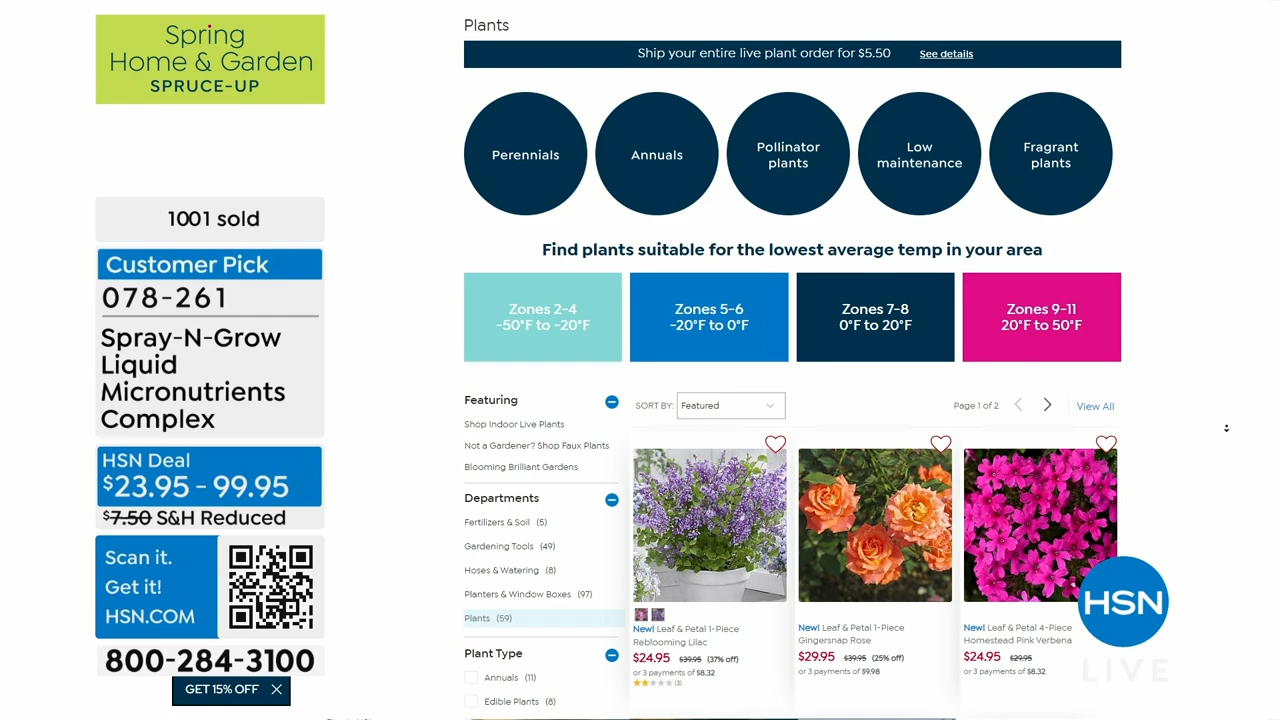 Spring
Home & Garden
SPRUCE-UP
1001 sold
Customer Pick
078-261
Spray-N-Grow
Liquid
Micronutrients
Complex
HSN Deal
$23.95 - 99.95
$7.50 S&H Reduced
Scan it.
Get it!
HSN.COM
800-284-3100
GET 15% OFF
Plants
Ship your entire live plant order for $5.50 See details
Perennials
Annuals
Pollinator
plants
Low
maintenance
Fragrant
plants
Find plants suitable for the lowest average temp in your area
Zones 2-4
-50°F to -20°F
Zones 5-6
-20°F to 0°F
Zones 7-8
0°F to 20°F
Zones 9-11
20°F to 50°F
Featuring
Shop Indoor Live Plants
Not a Gardener? Shop Faux Plants
Blooming Brilliant Gardens
Departments
Fertilizers & Soil (5)
Gardening Tools (49)
Hoses & Watering (8)
Planters & Window Boxes (97)
Plants (59)
Plant Type
Annuals (11)
Edible Plants (8)
SORT BY: Featured
Page 1 of 2
View All
New! Leaf & Petal 1-Piece
Reblooming Lilac
$24.95 $39.95 (37% off)
or 3 payments of $8.32
(3)
New! Leaf & Petal 1-Piece
Gingersnap Rose
$29.95 $39.95 (25% off)
or 3 payments of $9.98
New! Leaf & Petal 4-Piece
Homestead Pink Verbena
$24.95 $29.95
or 3 payments of $8.32
HSN
LIVE